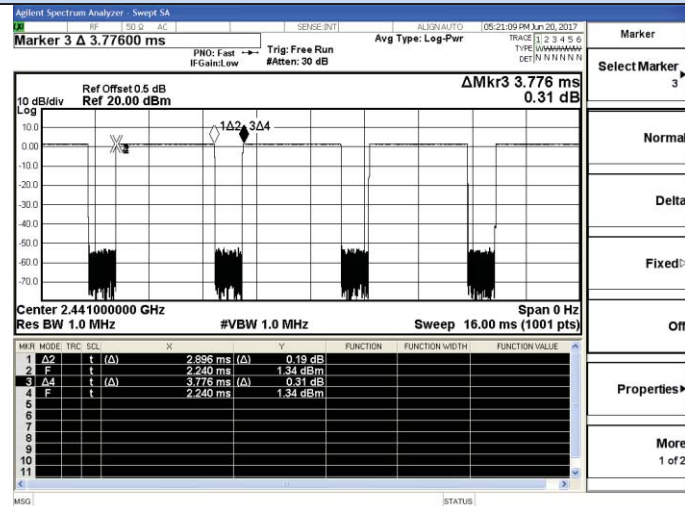 Agilent Spectrum Analyzer - Swept SA
LXI RF 50 Ω AC SENSE:INT ALIGNAUTO 05:21:09 PM Jun 20, 2017
Marker 3 Δ 3.77600 ms
PNO: Fast
IFGain:Low
Trig: Free Run
#Atten: 30 dB
Avg Type: Log-Pwr
TRACE 1 2 3 4 5 6
TYPE WWWWWW
DET N N N N N N
10 dB/div
Log
Ref Offset 0.5 dB
Ref 20.00 dBm
ΔMkr3 3.776 ms
0.31 dB
10.0
0.00
-10.0
-20.0
-30.0
-40.0
-50.0
-60.0
-70.0
1Δ2 3Δ4
Center 2.441000000 GHz Span 0 Hz
Res BW 1.0 MHz #VBW 1.0 MHz Sweep 16.00 ms (1001 pts)
MKR MODE TRC SCL X Y FUNCTION FUNCTION WIDTH FUNCTION VALUE
1 Δ2 t (Δ) 2.896 ms (Δ) 0.19 dB
2 F t 2.240 ms 1.34 dBm
3 Δ4 t (Δ) 3.776 ms (Δ) 0.31 dB
4 F t 2.240 ms 1.34 dBm
5
6
7
8
9
10
11
MSG STATUS
Marker
Select Marker
3
Normal
Delta
Fixed
Off
Properties
More
1 of 2